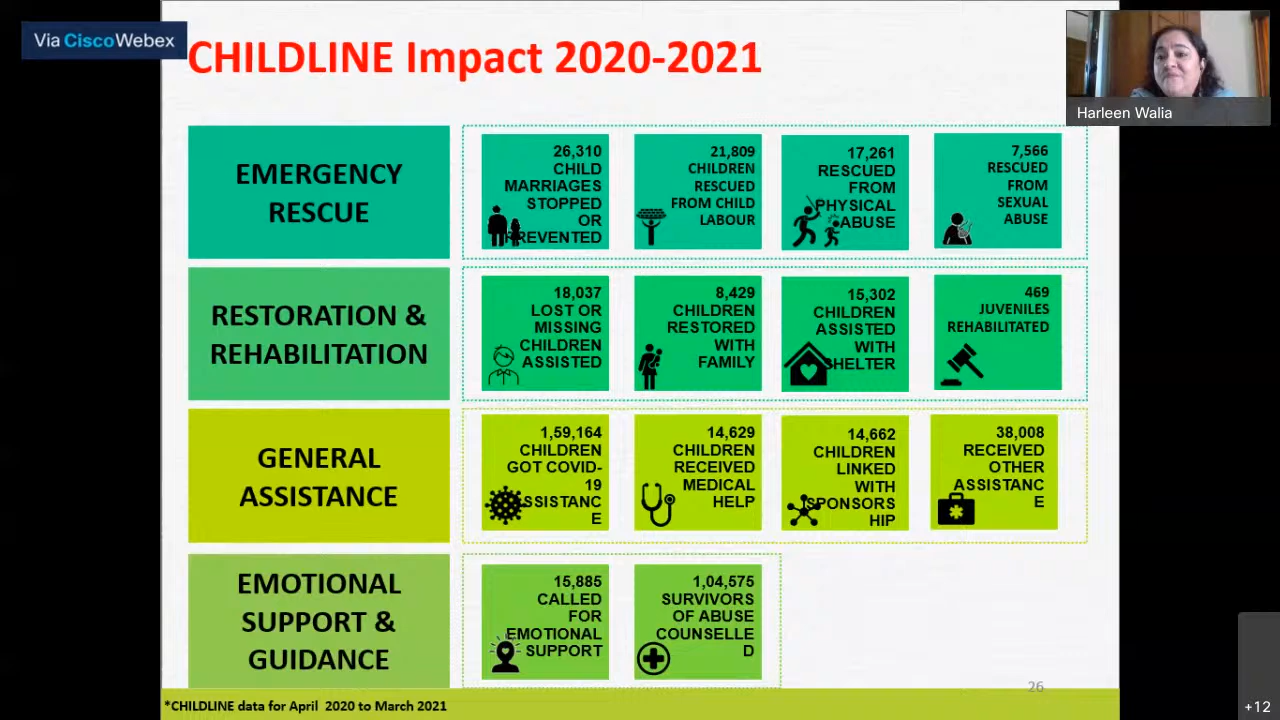 Via CiscoWebex
CHILDLINE Impact 2020-2021
Harleen Walia
EMERGENCY
RESCUE
26,310
CHILD
MARRIAGES
STOPPED
OR
PREVENTED
21,809
CHILDREN
RESCUED
FROM CHILD
LABOUR
17,261
RESCUED
FROM
PHYSICAL
ABUSE
7,566
RESCUED
FROM
SEXUAL
ABUSE
RESTORATION &
REHABILITATION
18,037
LOST OR
MISSING
CHILDREN
ASSISTED
8,429
CHILDREN
RESTORED
WITH
FAMILY
15,302
CHILDREN
ASSISTED
WITH
SHELTER
469
JUVENILES
REHABILITATED
GENERAL
ASSISTANCE
1,59,164
CHILDREN
GOT COVID-
19
ASSISTANC
E
14,629
CHILDREN
RECEIVED
MEDICAL
HELP
14,662
CHILDREN
LINKED
WITH
SPONSORS
HIP
38,008
RECEIVED
OTHER
ASSISTANC
E
EMOTIONAL
SUPPORT &
GUIDANCE
15,885
CALLED
FOR
EMOTIONAL
SUPPORT
1,04,575
SURVIVORS
OF ABUSE
COUNSELLE
D
26
*CHILDLINE data for April 2020 to March 2021
+12